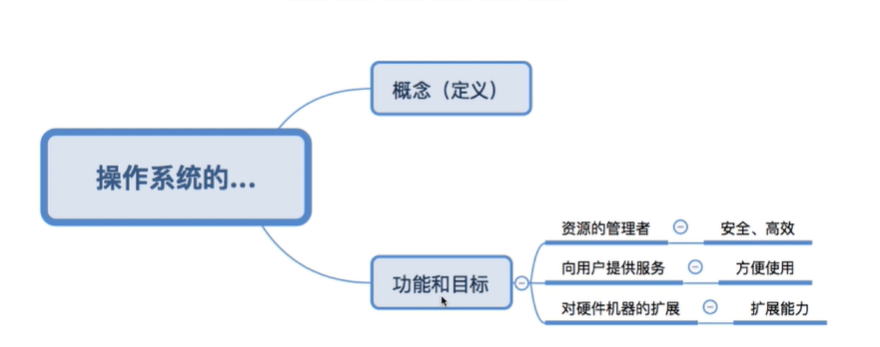 概念（定义）
操作系统的...
资源的管理者 安全、高效
向用户提供服务 方便使用
功能和目标
对硬件机器的扩展 扩展能力